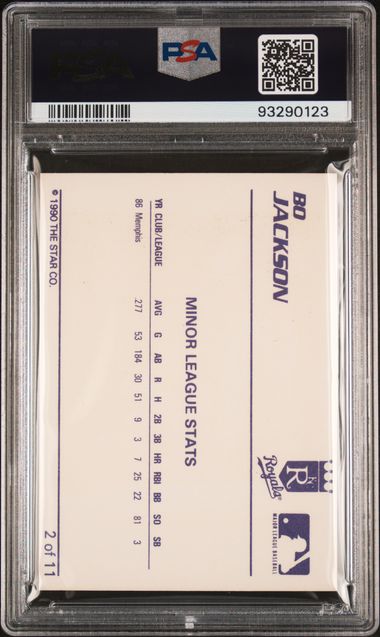 PSA
PSA
93290123
BO
JACKSON
R
Royals
MAJOR LEAGUE BASEBALL
MINOR LEAGUE STATS
YR CLUB/LEAGUE AVG G AB R H 2B 3B HR RBI BB SO SB
86 Memphis .277 53 184 30 51 9 3 7 25 22 81 3
© 1990 THE STAR CO. 2 of 11